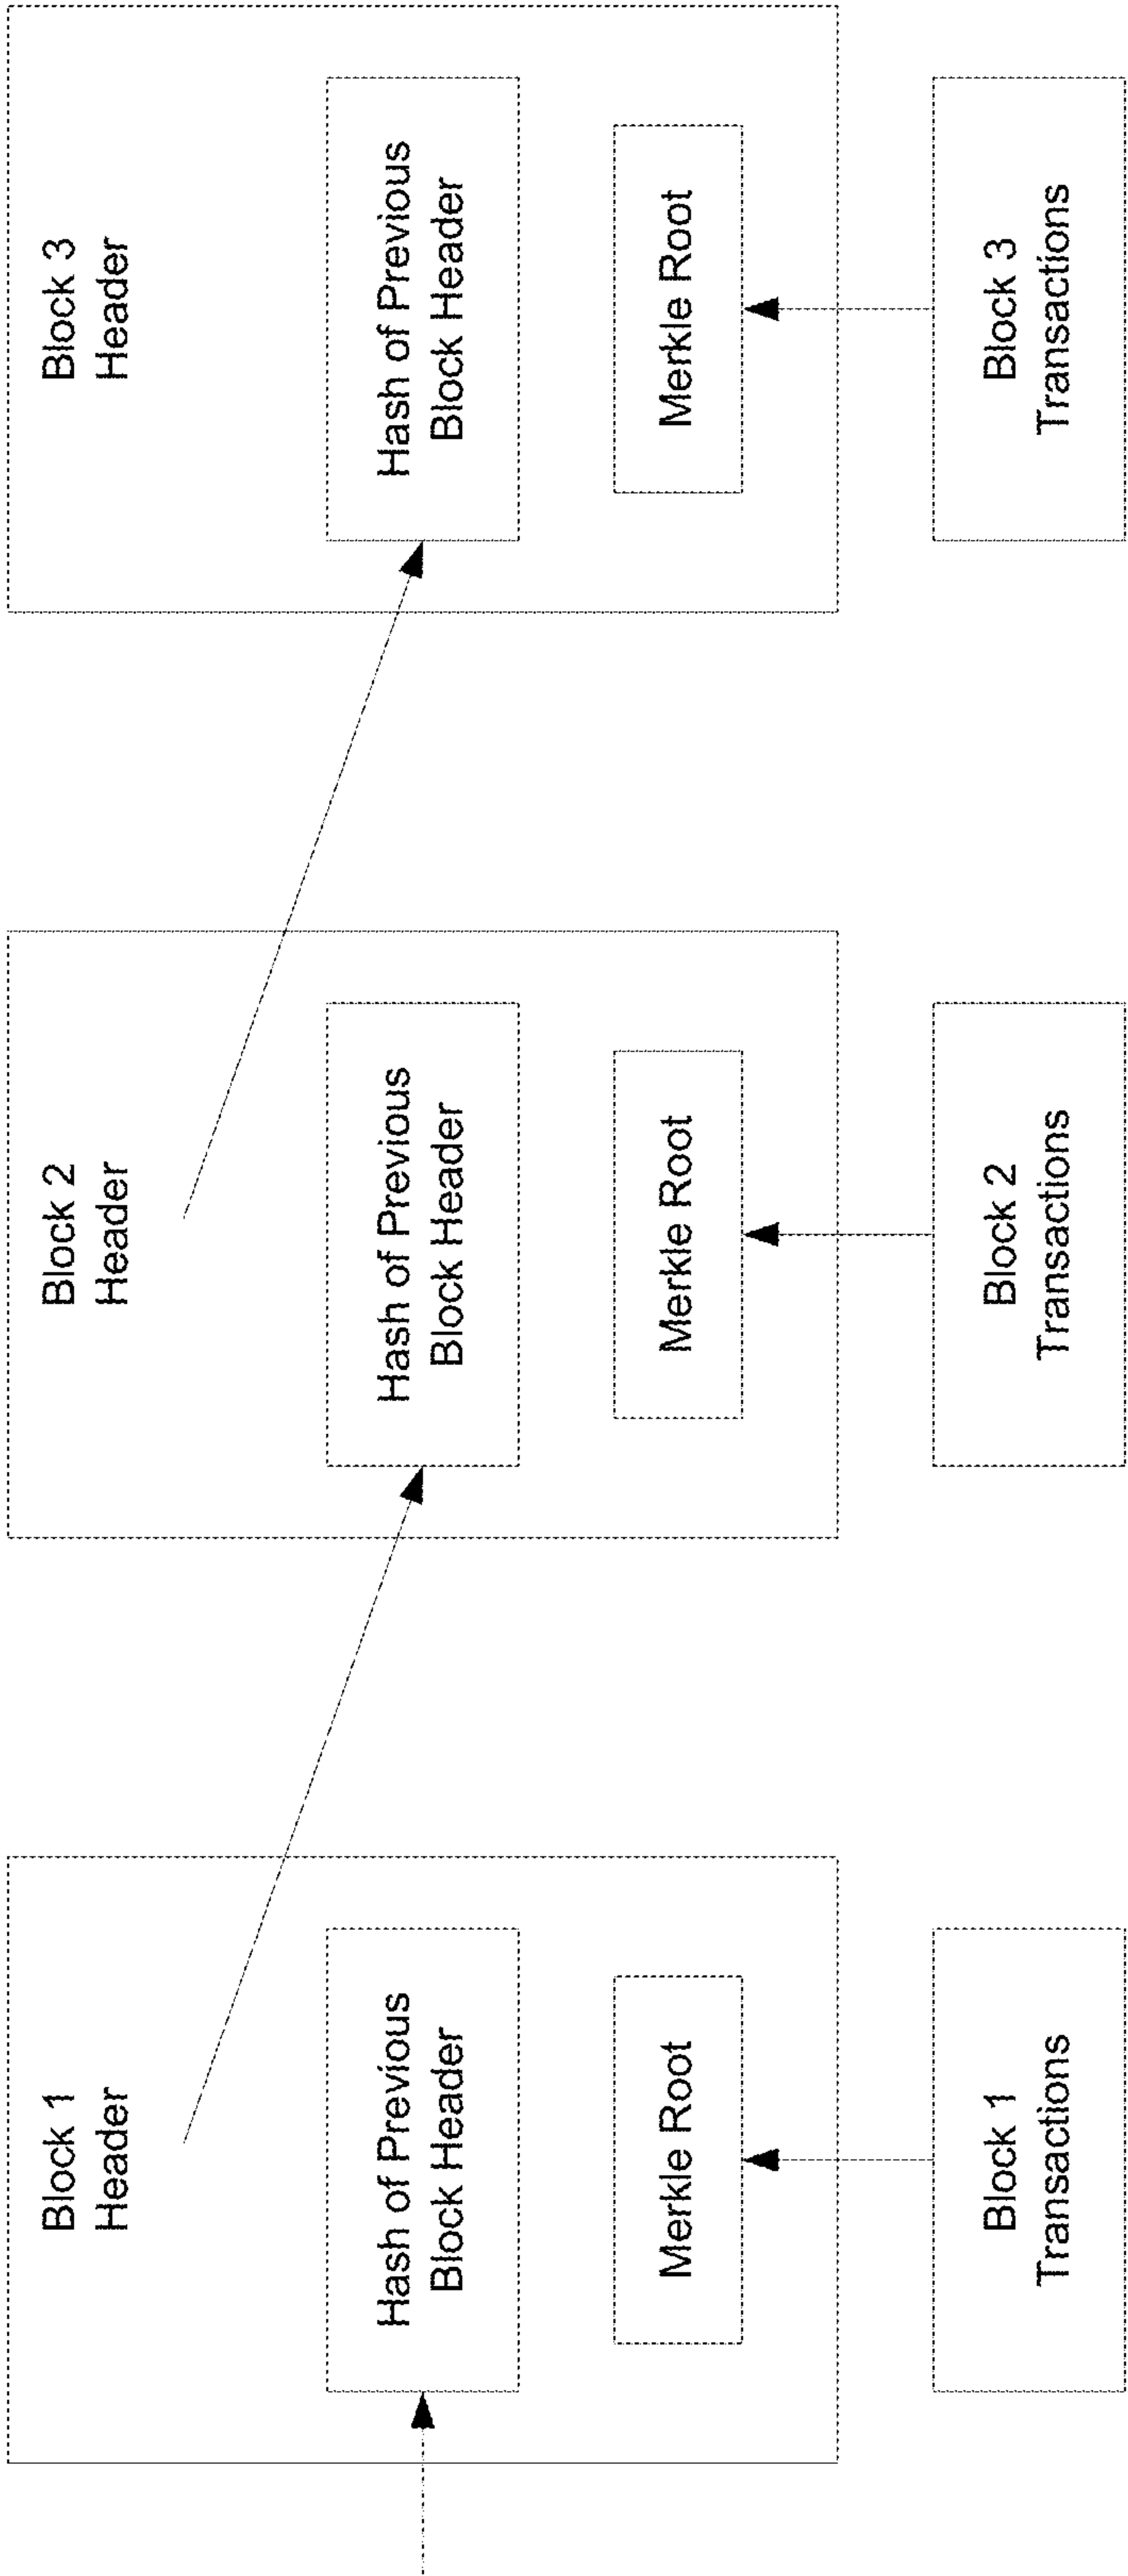 Block 1
Header
Hash of Previous
Block Header
Merkle Root
Block 1
Transactions
Block 2
Header
Hash of Previous
Block Header
Merkle Root
Block 2
Transactions
Block 3
Header
Hash of Previous
Block Header
Merkle Root
Block 3
Transactions